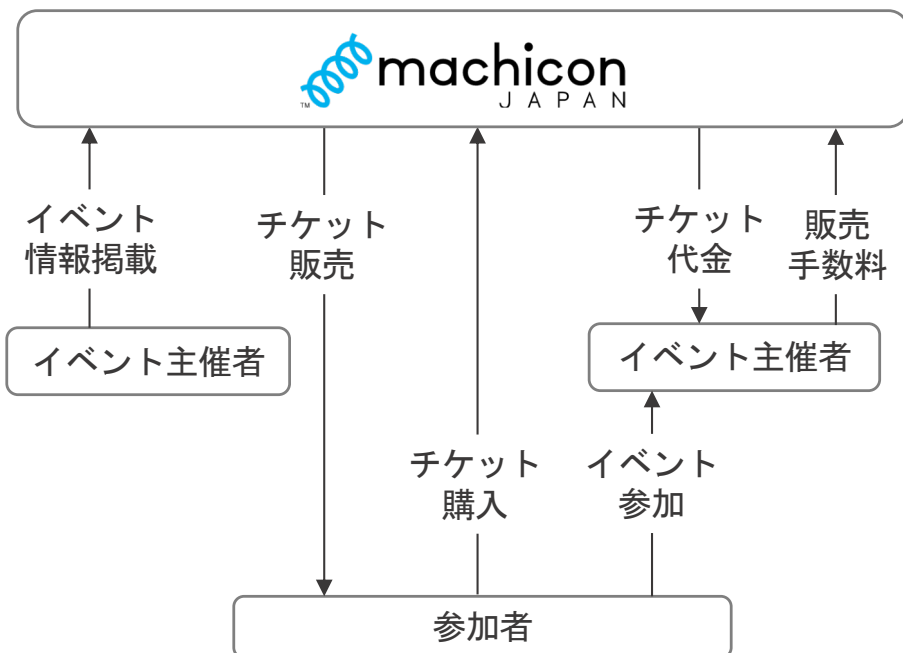 machicon
JAPAN
TM
イベント
情報掲載
チケット
販売
チケット
代金
販売
手数料
イベント主催者
イベント主催者
チケット
購入
イベント
参加
参加者